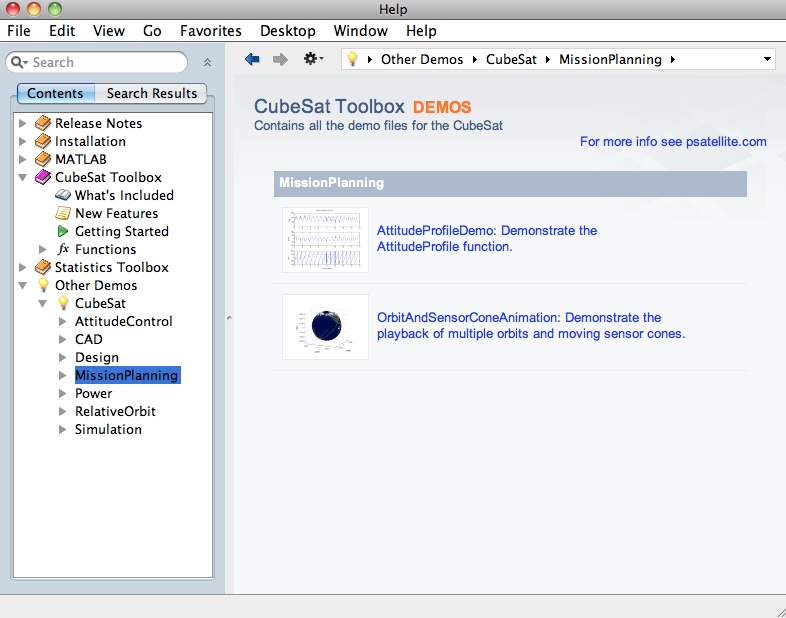 Help
File Edit View Go Favorites Desktop Window Help
Search
Other Demos CubeSat MissionPlanning
Contents Search Results
Release Notes
Installation
MATLAB
CubeSat Toolbox
What's Included
New Features
Getting Started
fx Functions
Statistics Toolbox
Other Demos
CubeSat
AttitudeControl
CAD
Design
MissionPlanning
Power
RelativeOrbit
Simulation
CubeSat Toolbox DEMOS
Contains all the demo files for the CubeSat
For more info see psatellite.com
MissionPlanning
AttitudeProfileDemo: Demonstrate the
AttitudeProfile function.
OrbitAndSensorConeAnimation: Demonstrate the
playback of multiple orbits and moving sensor cones.